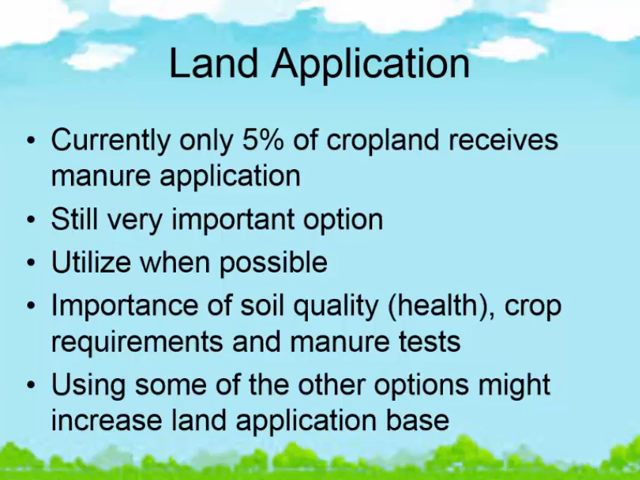 Land Application
• Currently only 5% of cropland receives
manure application
• Still very important option
• Utilize when possible
• Importance of soil quality (health), crop
requirements and manure tests
• Using some of the other options might
increase land application base